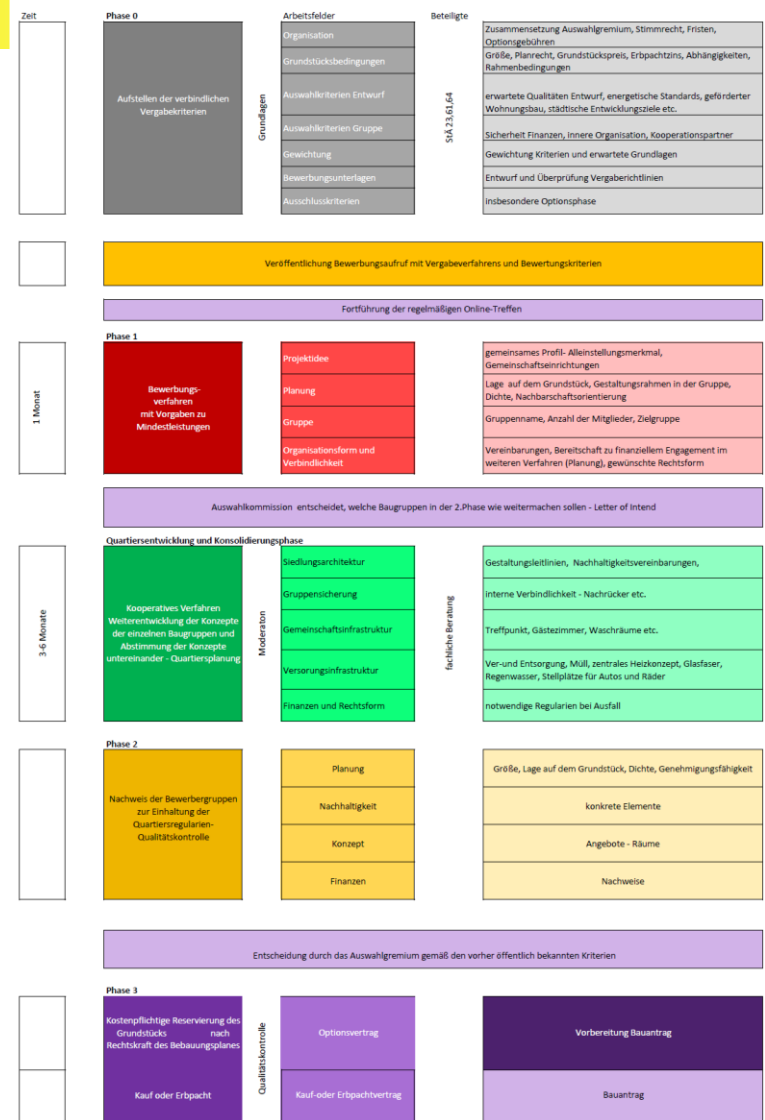 Zeit
Phase 0
Arbeitsfelder
Beteiligte
Aufstellen der verbindlichen
Vergabekriterien
Grundlagen
StÄ 23,61,64
Organisation
Zusammensetzung Auswahlgremium, Stimmrecht, Fristen,
Optionsgebühren
Grundstücksbedingungen
Größe, Planrecht, Grundstückspreis, Erbpachtzins, Abhängigkeiten,
Rahmenbedingungen
Auswahlkriterien Entwurf
erwartete Qualitäten Entwurf, energetische Standards, geförderter
Wohnungsbau, städtische Entwicklungsziele etc.
Auswahlkriterien Gruppe
Sicherheit Finanzen, innere Organisation, Kooperationspartner
Gewichtung
Gewichtung Kriterien und erwartete Grundlagen
Bewerbungsunterlagen
Entwurf und Überprüfung Vergaberichtlinien
Ausschlusskriterien
insbesondere Optionsphase
Veröffentlichung Bewerbungsaufruf mit Vergabeverfahrens und Bewertungskriterien
Fortführung der regelmäßigen Online-Treffen
Phase 1
1 Monat
Bewerbungs-
verfahren
mit Vorgaben zu
Mindestleistungen
Projektidee
gemeinsames Profil- Alleinstellungsmerkmal,
Gemeinschaftseinrichtungen
Planung
Lage auf dem Grundstück, Gestaltungsrahmen in der Gruppe,
Dichte, Nachbarschaftsorientierung
Gruppe
Gruppenname, Anzahl der Mitglieder, Zielgruppe
Organisationsform und
Verbindlichkeit
Vereinbarungen, Bereitschaft zu finanziellem Engagement im
weiteren Verfahren (Planung), gewünschte Rechtsform
Auswahlkommission entscheidet, welche Baugruppen in der 2.Phase wie weitermachen sollen - Letter of Intend
Quartiersentwicklung und Konsolidierungsphase
3-6 Monate
Kooperatives Verfahren
Weiterentwicklung der Konzepte
der einzelnen Baugruppen und
Abstimmung der Konzepte
untereinander - Quartiersplanung
Moderaton
fachliche Beratung
Siedlungsarchitektur
Gestaltungsleitlinien, Nachhaltigkeitsvereinbarungen,
Gruppensicherung
interne Verbindlichkeit - Nachrücker etc.
Gemeinschaftsinfrastruktur
Treffpunkt, Gästezimmer, Waschräume etc.
Versorungsinfrastruktur
Ver-und Entsorgung, Müll, zentrales Heizkonzept, Glasfaser,
Regenwasser, Stellplätze für Autos und Räder
Finanzen und Rechtsform
notwendige Regularien bei Ausfall
Phase 2
Nachweis der Bewerbergruppen
zur Einhaltung der
Quartiersregularien-
Qualitätskontrolle
Planung
Größe, Lage auf dem Grundstück, Dichte, Genehmigungsfähigkeit
Nachhaltigkeit
konkrete Elemente
Konzept
Angebote - Räume
Finanzen
Nachweise
Entscheidung durch das Auswahlgremium gemäß den vorher öffentlich bekannten Kriterien
Phase 3
Kostenpflichtige Reservierung des
Grundstücks nach
Rechtskraft des Bebauungsplanes
Qualitätskontrolle
Optionsvertrag
Vorbereitung Bauantrag
Kauf oder Erbpacht
Kauf-oder Erbpachtvertrag
Bauantrag